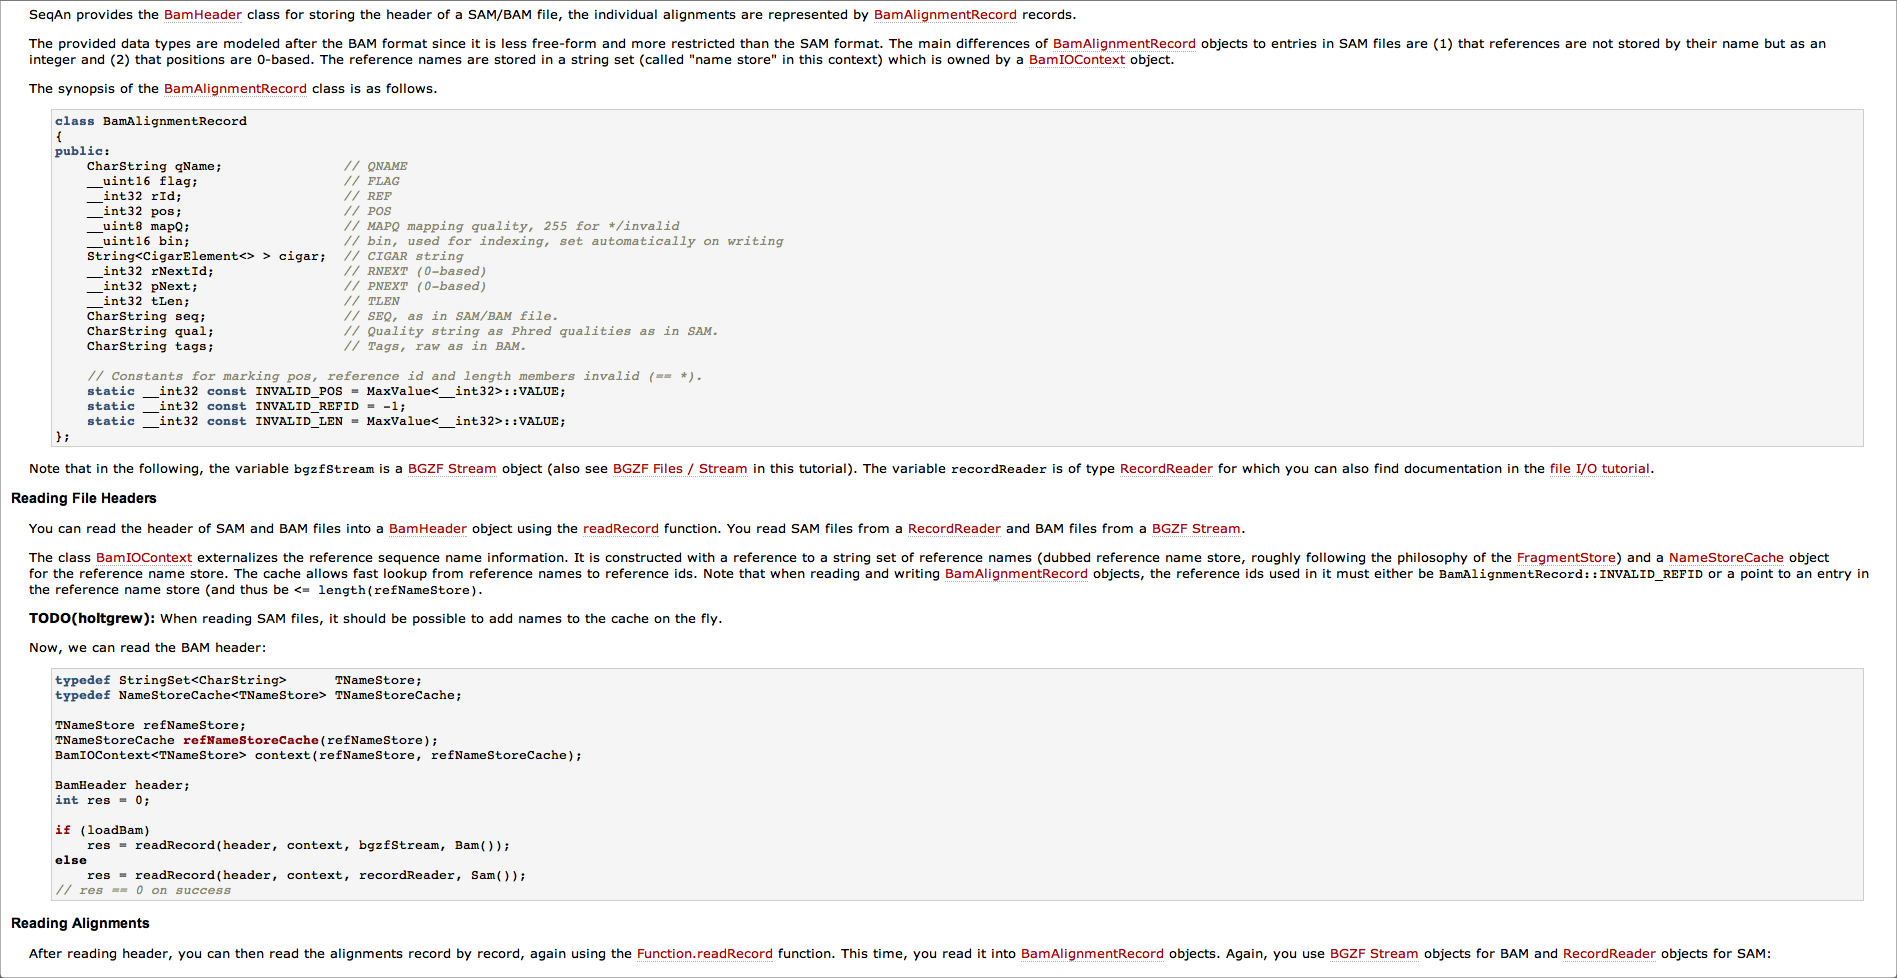 SeqAn provides the BamHeader class for storing the header of a SAM/BAM file, the individual alignments are represented by BamAlignmentRecord records.
The provided data types are modeled after the BAM format since it is less free-form and more restricted than the SAM format. The main differences of BamAlignmentRecord objects to entries in SAM files are (1) that references are not stored by their name but as an
integer and (2) that positions are 0-based. The reference names are stored in a string set (called "name store" in this context) which is owned by a BamIOContext object.
The synopsis of the BamAlignmentRecord class is as follows.
class BamAlignmentRecord
{
public:
    CharString qName;               // QNAME
    __uint16 flag;                  // FLAG
    __int32 rId;                    // REF
    __int32 pos;                    // POS
    __uint8 mapQ;                   // MAPQ mapping quality, 255 for */invalid
    __uint16 bin;                   // bin, used for indexing, set automatically on writing
    String<CigarElement<> > cigar;  // CIGAR string
    __int32 rNextId;                // RNEXT (0-based)
    __int32 pNext;                  // PNEXT (0-based)
    __int32 tLen;                   // TLEN
    CharString seq;                 // SEQ, as in SAM/BAM file.
    CharString qual;                // Quality string as Phred qualities as in SAM.
    CharString tags;                // Tags, raw as in BAM.
    // Constants for marking pos, reference id and length members invalid (== *).
    static __int32 const INVALID_POS = MaxValue<__int32>::VALUE;
    static __int32 const INVALID_REFID = -1;
    static __int32 const INVALID_LEN = MaxValue<__int32>::VALUE;
};
Note that in the following, the variable bgzfStream is a BGZF Stream object (also see BGZF Files / Stream in this tutorial). The variable recordReader is of type RecordReader for which you can also find documentation in the file I/O tutorial.
Reading File Headers
You can read the header of SAM and BAM files into a BamHeader object using the readRecord function. You read SAM files from a RecordReader and BAM files from a BGZF Stream.
The class BamIOContext externalizes the reference sequence name information. It is constructed with a reference to a string set of reference names (dubbed reference name store, roughly following the philosophy of the FragmentStore) and a NameStoreCache object
for the reference name store. The cache allows fast lookup from reference names to reference ids. Note that when reading and writing BamAlignmentRecord objects, the reference ids used in it must either be BamAlignmentRecord::INVALID_REFID or a point to an entry in
the reference name store (and thus be <= length(refNameStore).
TODO(holtgrew): When reading SAM files, it should be possible to add names to the cache on the fly.
Now, we can read the BAM header:
typedef StringSet<CharString>      TNameStore;
typedef NameStoreCache<TNameStore> TNameStoreCache;
TNameStore refNameStore;
TNameStoreCache refNameStoreCache(refNameStore);
BamIOContext<TNameStore> context(refNameStore, refNameStoreCache);
BamHeader header;
int res = 0;
if (loadBam)
    res = readRecord(header, context, bgzfStream, Bam());
else
    res = readRecord(header, context, recordReader, Sam());
// res == 0 on success
Reading Alignments
After reading header, you can then read the alignments record by record, again using the Function.readRecord function. This time, you read it into BamAlignmentRecord objects. Again, you use BGZF Stream objects for BAM and RecordReader objects for SAM: